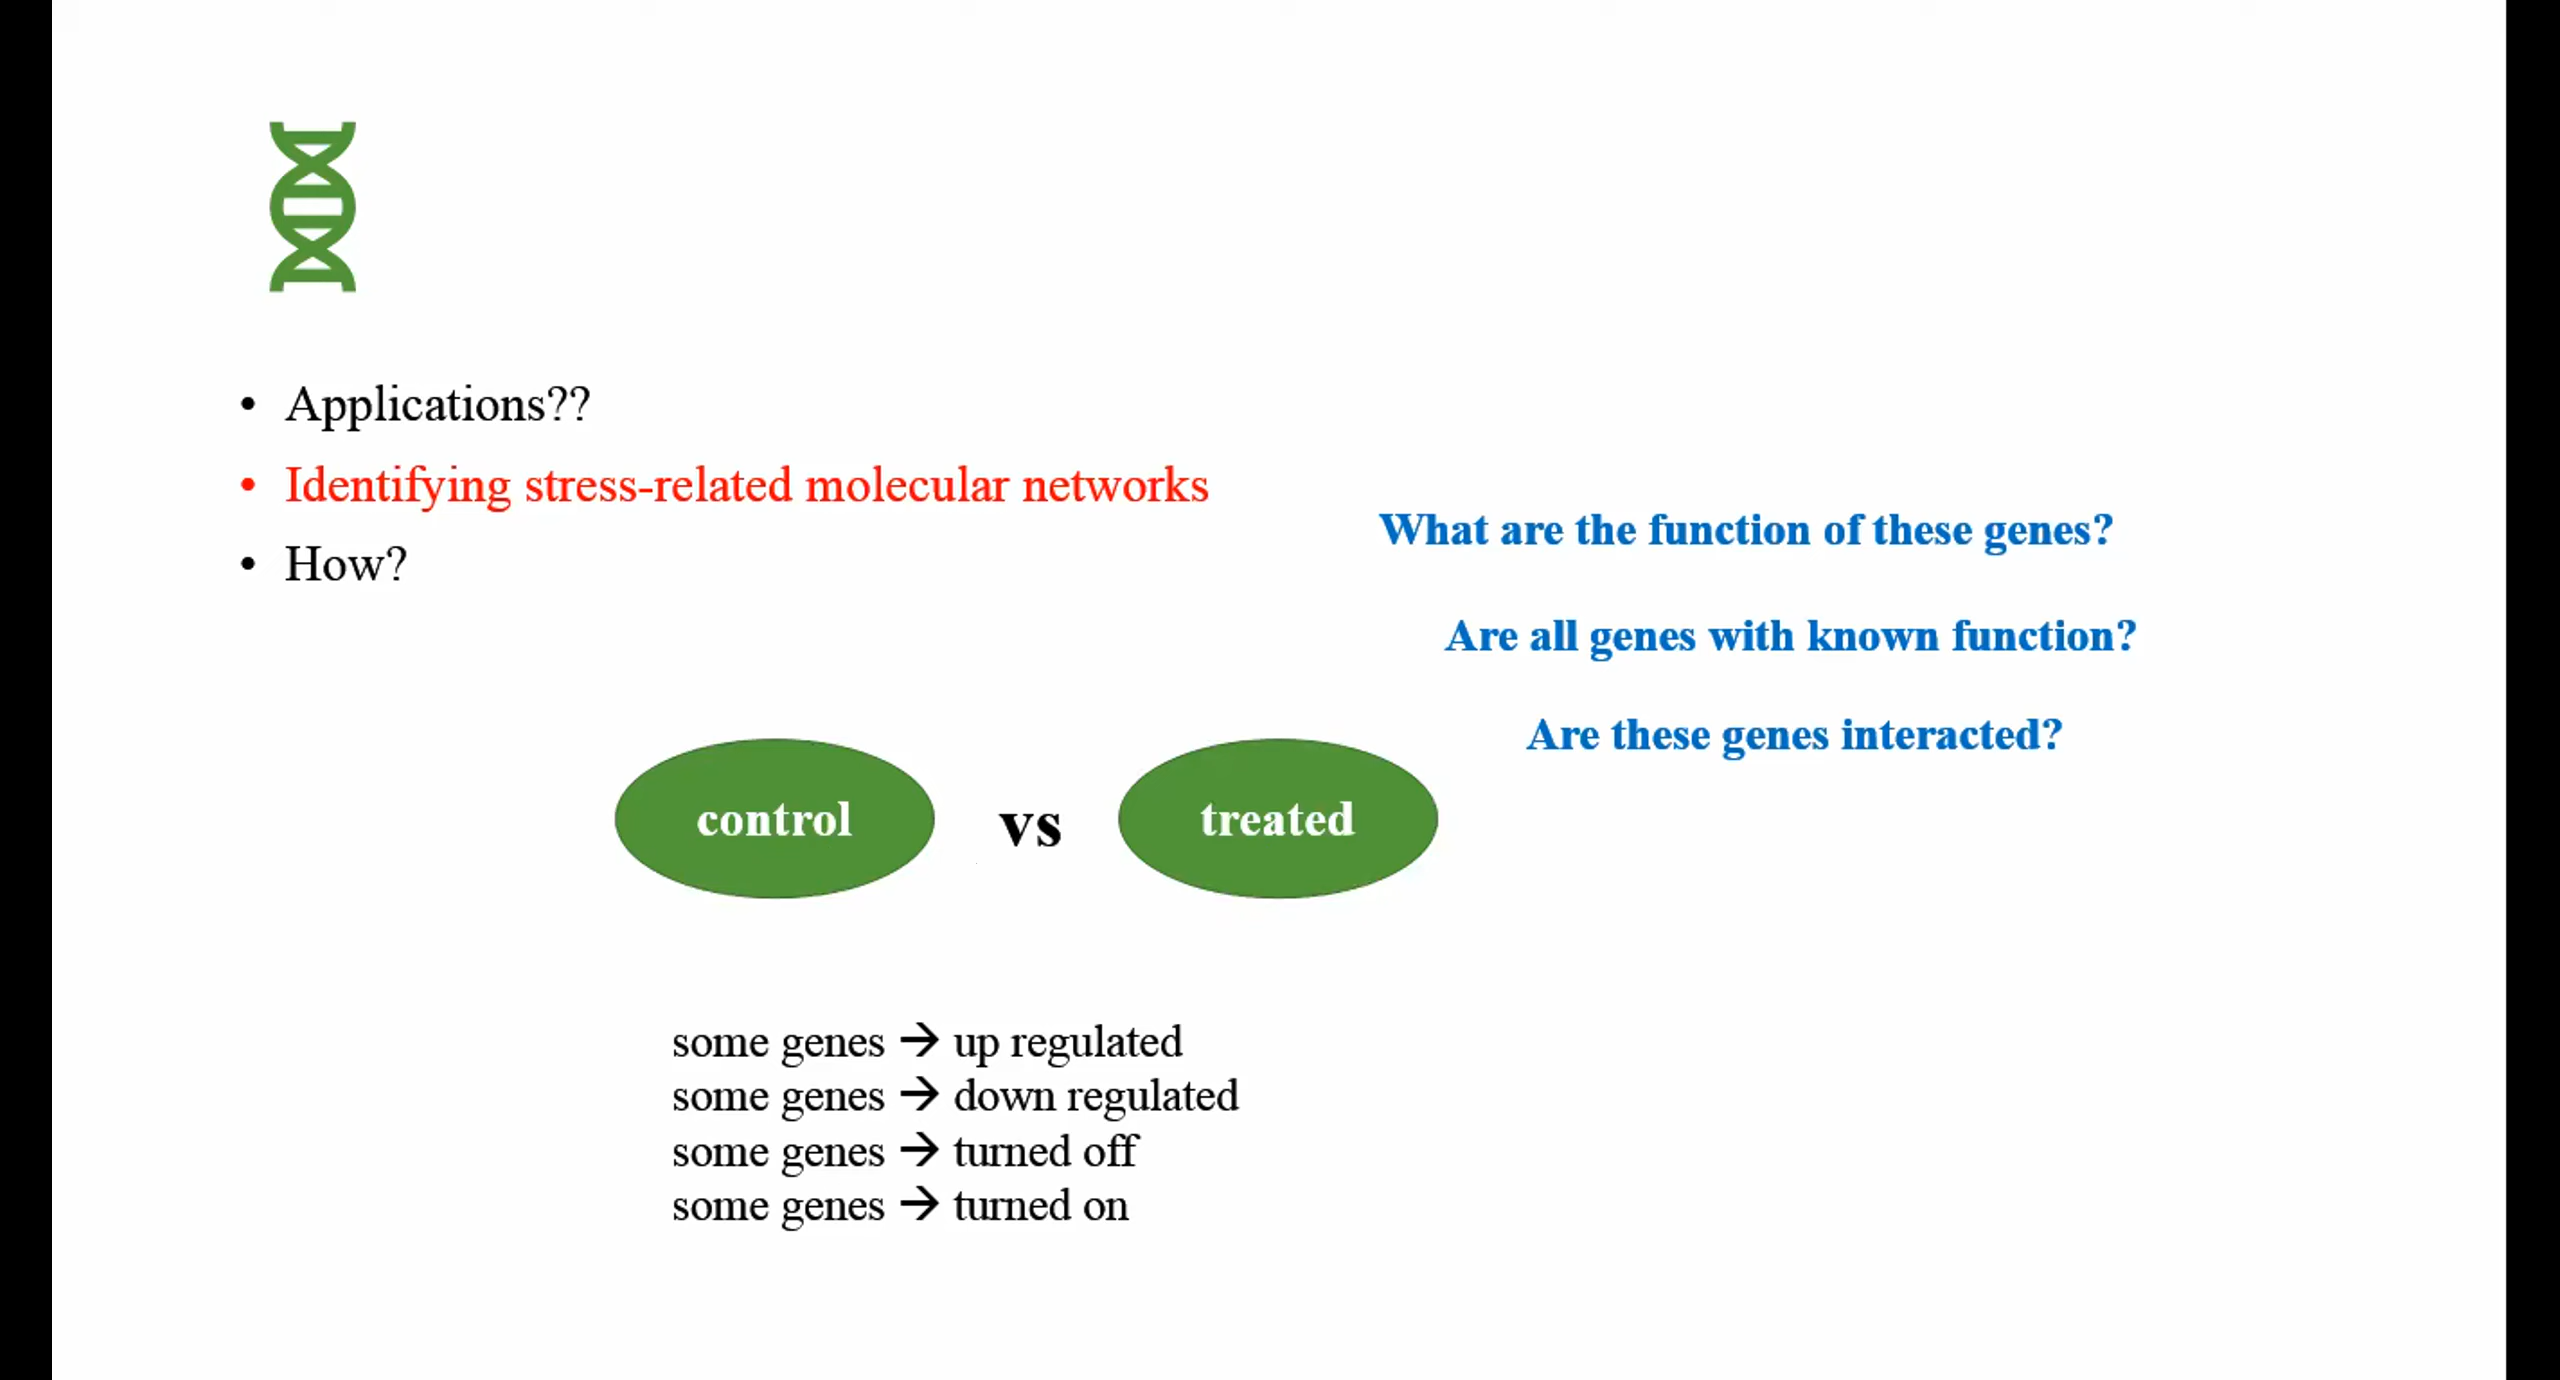 • Applications??
• Identifying stress-related molecular networks
• How?
What are the function of these genes?
Are all genes with known function?
Are these genes interacted?
control vs treated
some genes → up regulated
some genes → down regulated
some genes → turned off
some genes → turned on